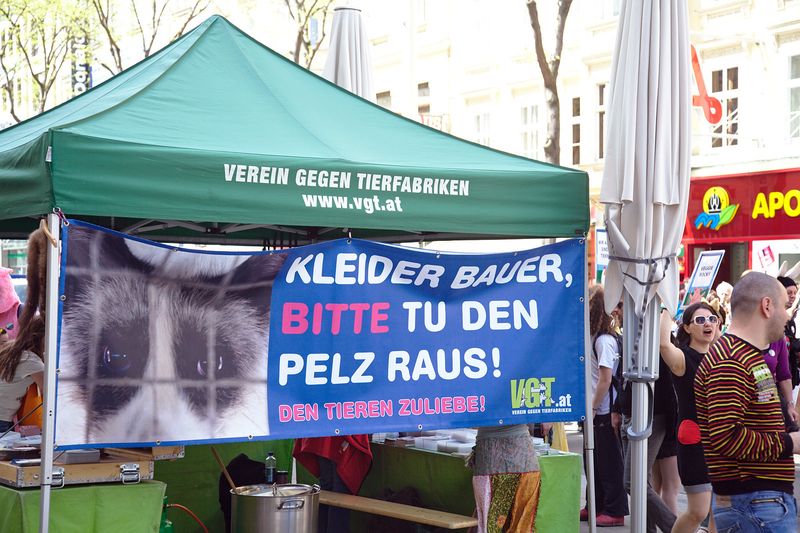 VEREIN GEGEN TIERFABRIKEN
www.vgt.at
KLEIDER BAUER,
BITTE TU DEN
PELZ RAUS!
DEN TIEREN ZULIEBE!
VGT.at
VEREIN GEGEN TIERFABRIKEN
APO